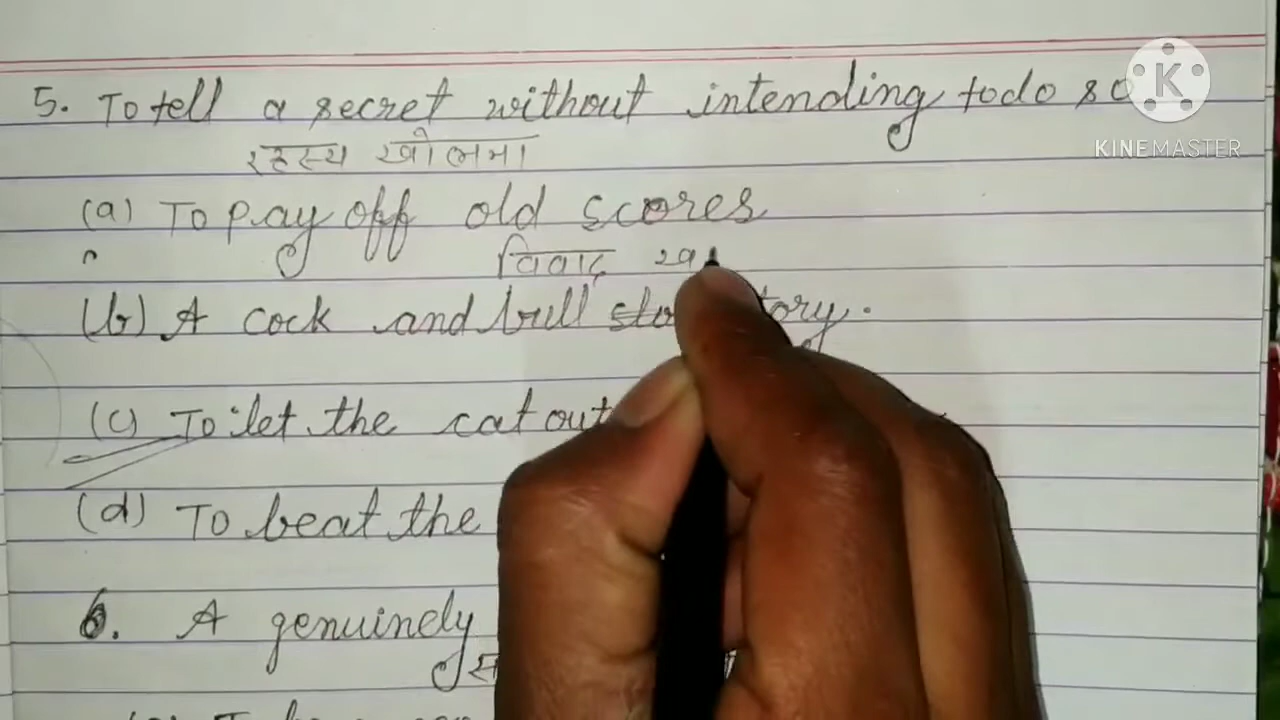 5. To tell a secret without intending to do so
रहस्य खोलना
(a) To pay off old scores
विवाद
(b) A cock and bull story.
(c) To let the cat out
(d) To beat the
6. A genuinely
K
KINEMASTER